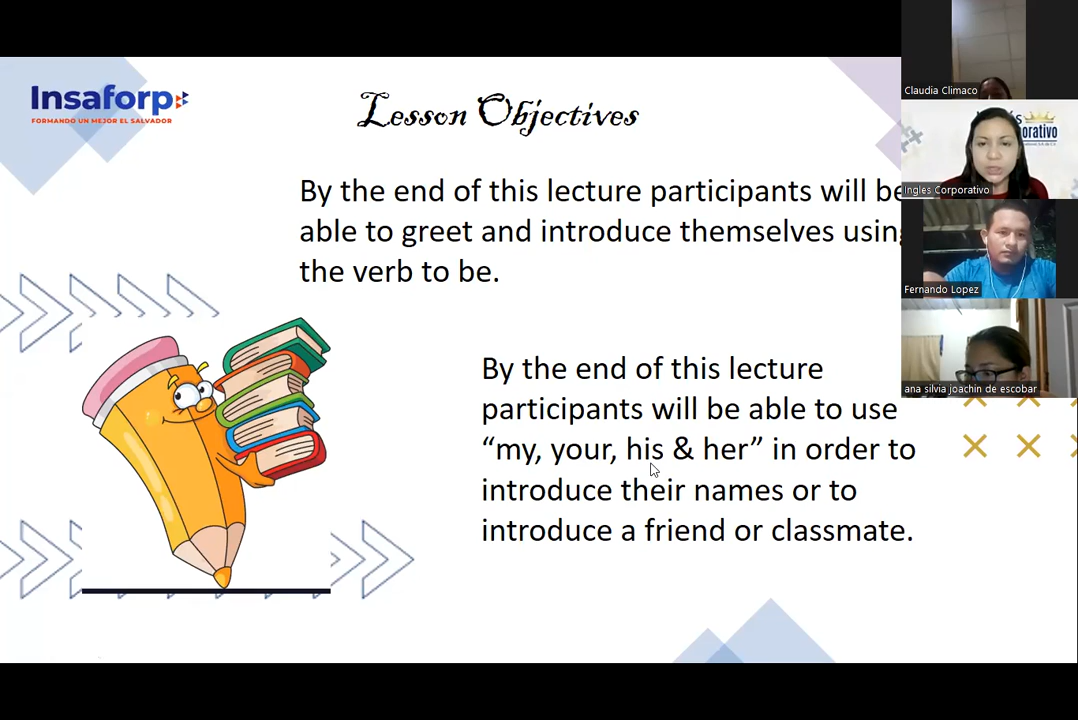 Insaforp
FORMANDO UN MEJOR EL SALVADOR
Lesson Objectives
By the end of this lecture participants will be
able to greet and introduce themselves using
the verb to be.
By the end of this lecture
participants will be able to use
“my, your, his & her” in order to
introduce their names or to
introduce a friend or classmate.
Claudia Climaco
Ingles Corporativo
Fernando Lopez
ana silvia joachin de escobar